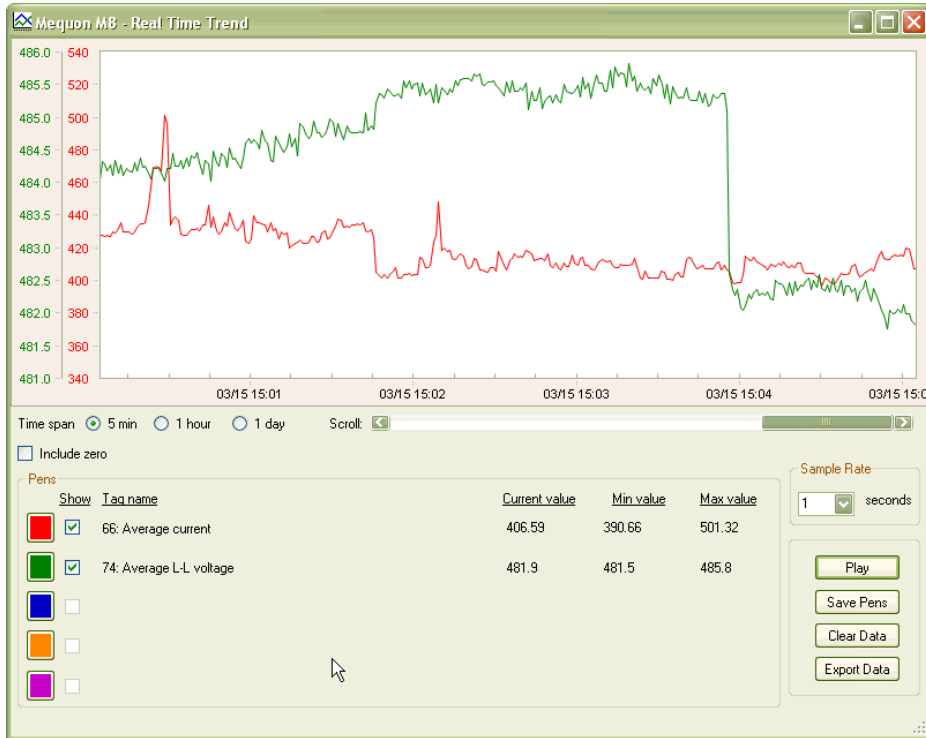 Mequon M8 - Real Time Trend
486.0 540
485.5 520
485.0 500
484.5 480
484.0 460
483.5 440
483.0 420
482.5 400
482.0 380
481.5 360
481.0 340
03/15 15:01 03/15 15:02 03/15 15:03 03/15 15:04 03/15 15:0
Time span 5 min 1 hour 1 day Scroll:
Include zero
Pens
Show Tag name Current value Min value Max value
66: Average current 406.59 390.66 501.32
74: Average L-L voltage 481.9 481.5 485.8
Sample Rate
1 seconds
Play
Save Pens
Clear Data
Export Data